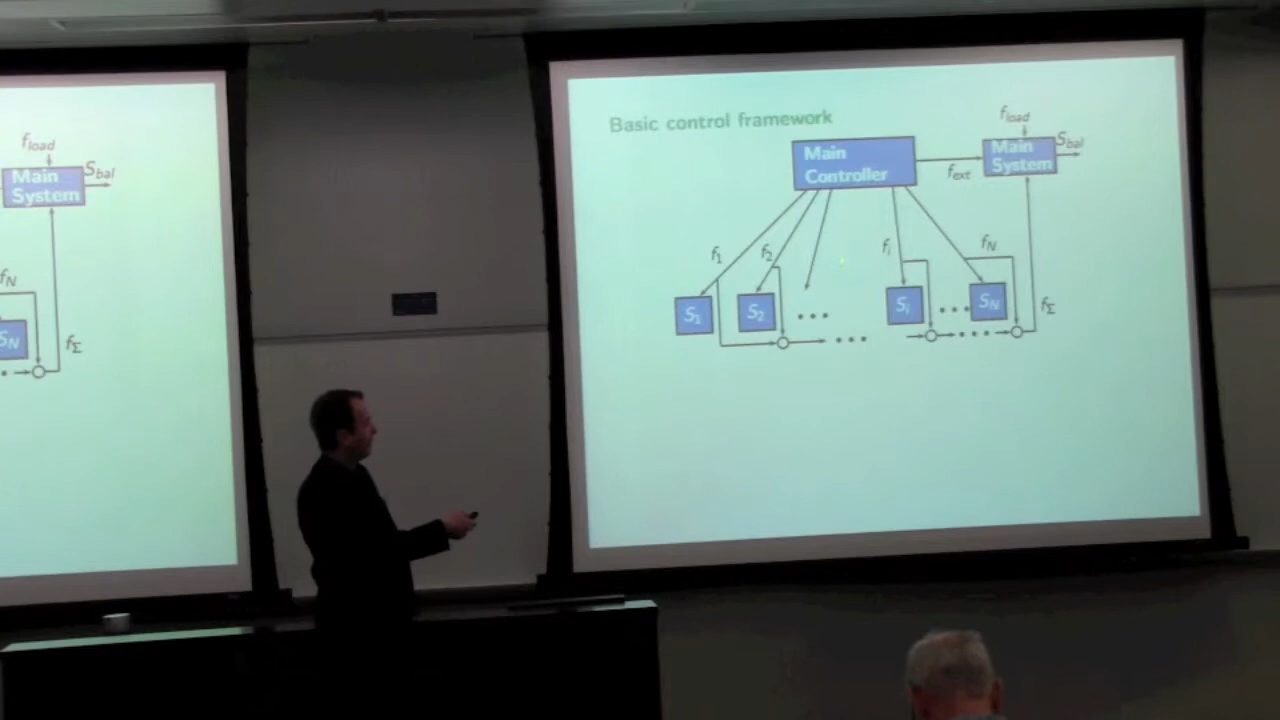 f_load
Main
System
S_bal
f_N
S_N
f_Σ
Basic control framework
Main
Controller
f_ext
f_load
Main
System
S_bal
f_1
f_2
f_i
f_N
S_1
S_2
S_i
S_N
f_Σ